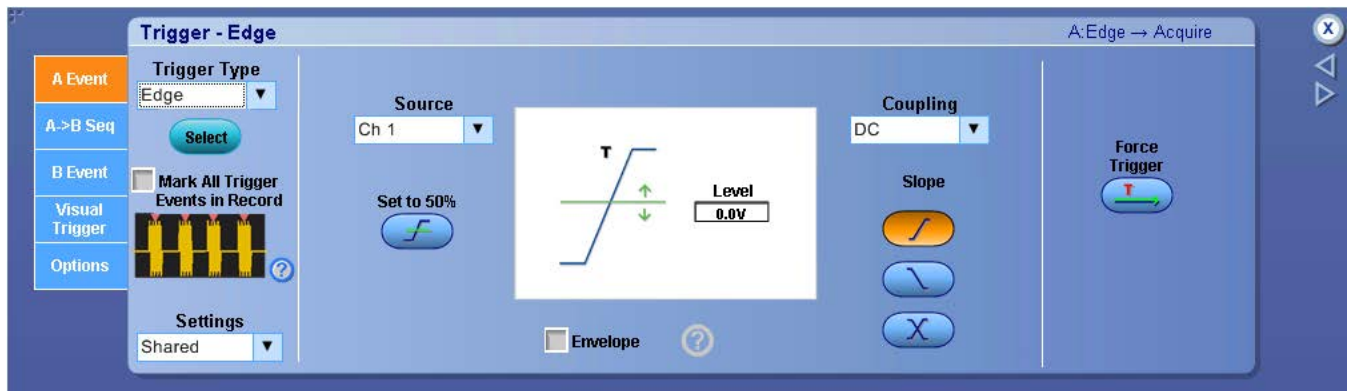 Trigger - Edge
A:Edge → Acquire
X
A Event
A->B Seq
B Event
Visual
Trigger
Options
Trigger Type
Edge
Select
Mark All Trigger
Events in Record
?
Settings
Shared
Source
Ch 1
Set to 50%
T
Level
0.0V
Envelope
?
Coupling
DC
Slope
Force
Trigger
T